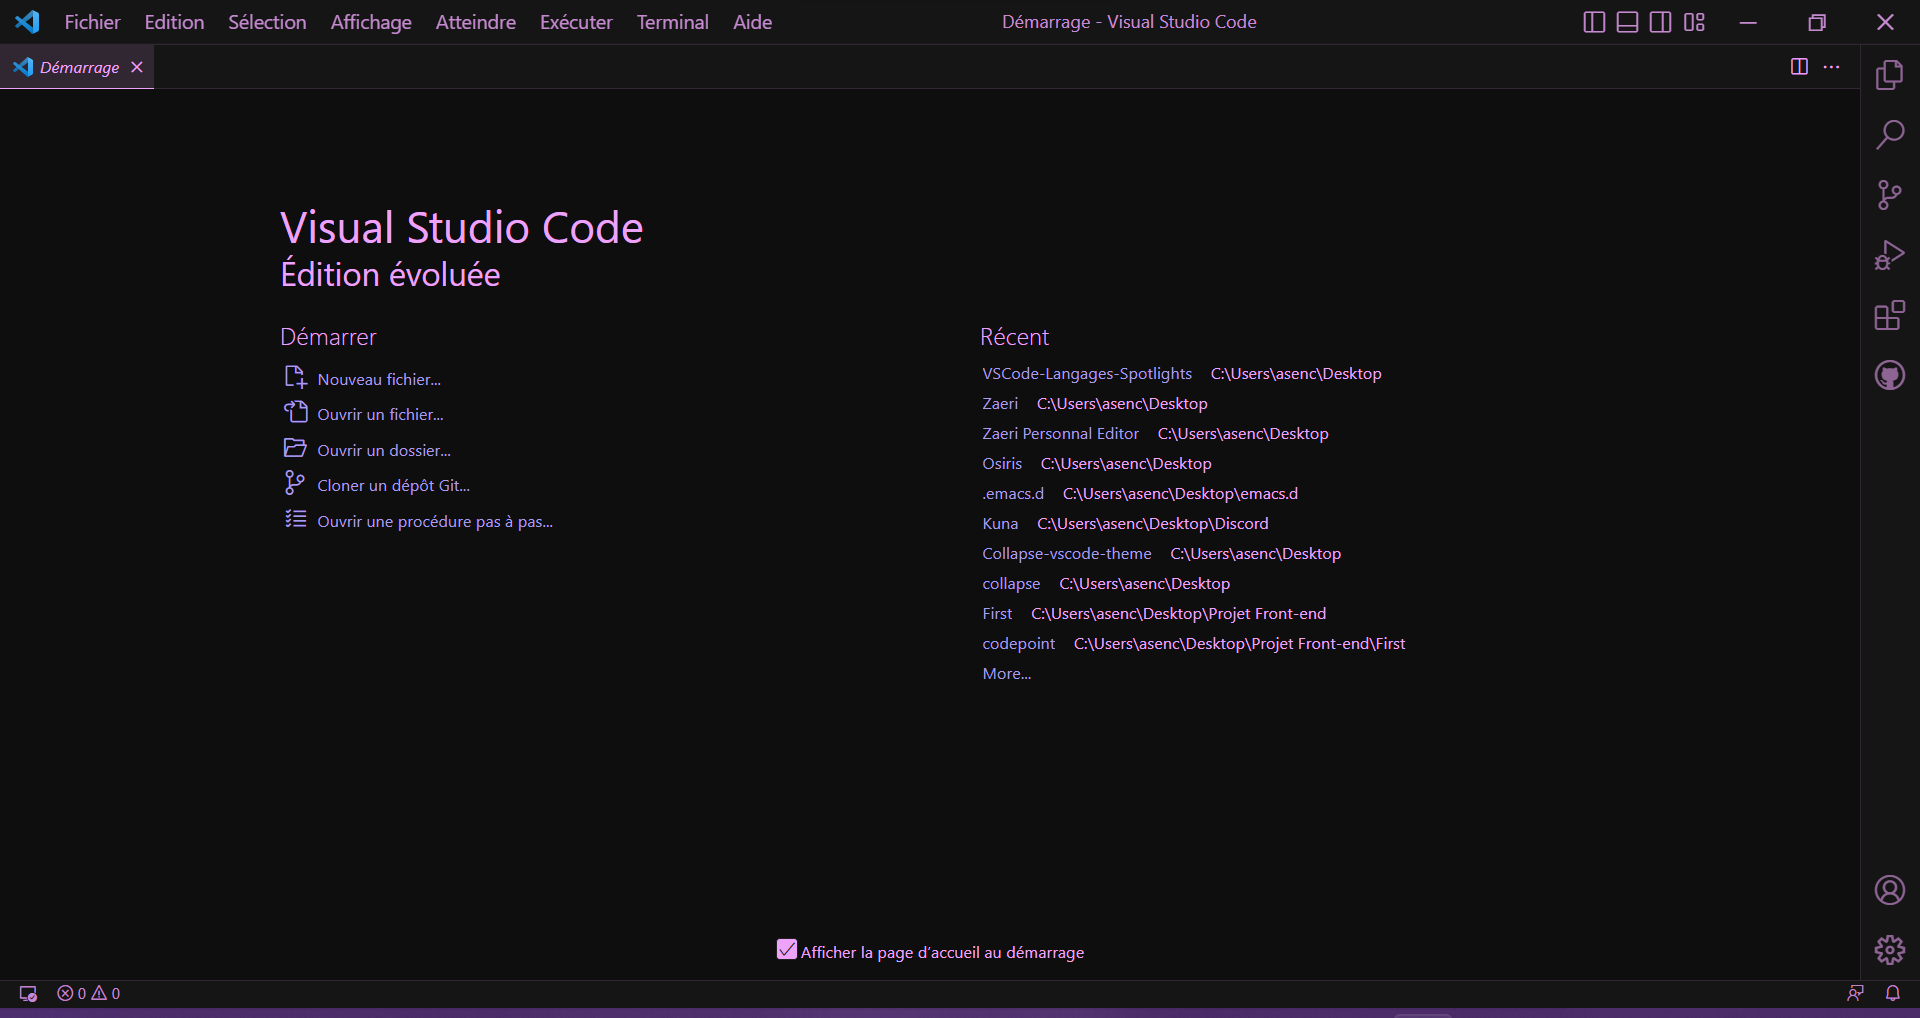 Fichier Edition Sélection Affichage Atteindre Exécuter Terminal Aide Démarrage - Visual Studio Code
Démarrage
Visual Studio Code
Édition évoluée
Démarrer
Nouveau fichier...
Ouvrir un fichier...
Ouvrir un dossier...
Cloner un dépôt Git...
Ouvrir une procédure pas à pas...
Récent
VSCode-Langages-Spotlights C:\Users\asenc\Desktop
Zaeri C:\Users\asenc\Desktop
Zaeri Personnal Editor C:\Users\asenc\Desktop
Osiris C:\Users\asenc\Desktop
.emacs.d C:\Users\asenc\Desktop\emacs.d
Kuna C:\Users\asenc\Desktop\Discord
Collapse-vscode-theme C:\Users\asenc\Desktop
collapse C:\Users\asenc\Desktop
First C:\Users\asenc\Desktop\Projet Front-end
codepoint C:\Users\asenc\Desktop\Projet Front-end\First
More...
Afficher la page d’accueil au démarrage
0 0